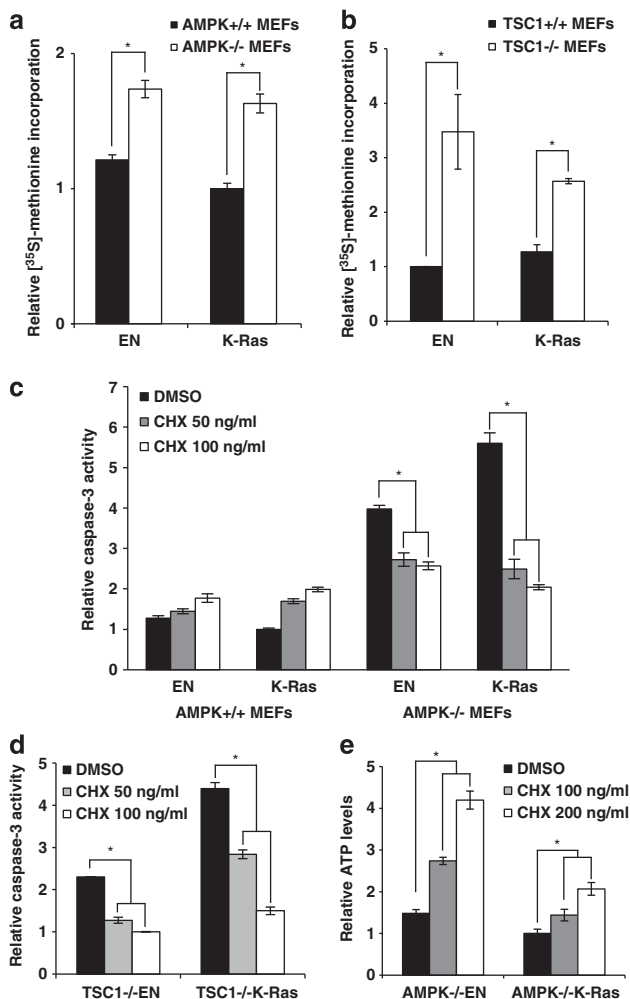 a
AMPK+/+ MEFs
AMPK-/- MEFs
Relative [³⁵S]-methionine incorporation
2
1
0
*
*
EN
K-Ras
b
TSC1+/+ MEFs
TSC1-/- MEFs
Relative [³⁵S]-methionine incorporation
5
4
3
2
1
0
*
*
EN
K-Ras
c
DMSO
CHX 50 ng/ml
CHX 100 ng/ml
Relative caspase-3 activity
7
6
5
4
3
2
1
0
*
*
EN
K-Ras
EN
K-Ras
AMPK+/+ MEFs
AMPK-/- MEFs
d
DMSO
CHX 50 ng/ml
CHX 100 ng/ml
Relative caspase-3 activity
5
4
3
2
1
0
*
*
TSC1-/-EN
TSC1-/-K-Ras
e
DMSO
CHX 100 ng/ml
CHX 200 ng/ml
Relative ATP levels
5
4
3
2
1
0
*
*
AMPK-/-EN
AMPK-/-K-Ras